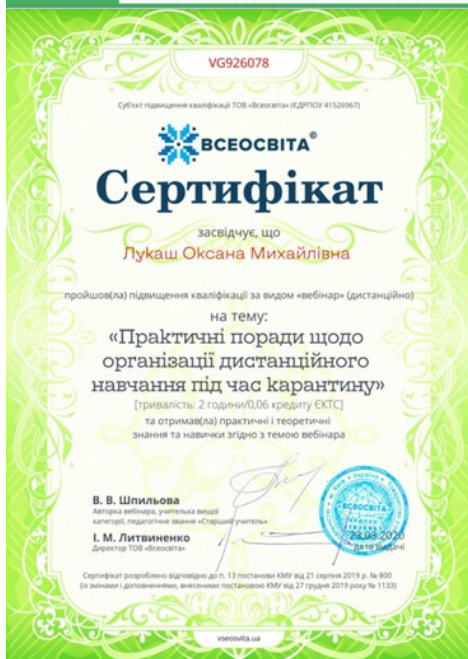 VG926078
Суб'єкт підвищення кваліфікації ТОВ «Всеосвіта» (ЄДРПОУ 41526967)
ВСЕОСВІТА®
Сертифікат
засвідчує, що
Лукаш Оксана Михайлівна
пройшов(ла) підвищення кваліфікації за видом «вебінар» (дистанційно)
на тему:
«Практичні поради щодо
організації дистанційного
навчання під час карантину»
[тривалість: 2 години/0,06 кредиту ЄКТС]
та отримав(ла) практичні і теоретичні
знання та навички згідно з темою вебінара
В. В. Шпильова
Авторка вебінара, учителька вищої
категорії, педагогічне звання «Старший учитель»
І. М. Литвиненко
Директор ТОВ «Всеосвіта»
ВСЕОСВІТА
23.03.2020
дата видачі
Сертифікат розроблено відповідно до п. 13 постанови КМУ від 21 серпня 2019 р. № 800
(із змінами і доповненнями, внесеними постановою КМУ від 27 грудня 2019 року № 1133)
vseosvita.ua